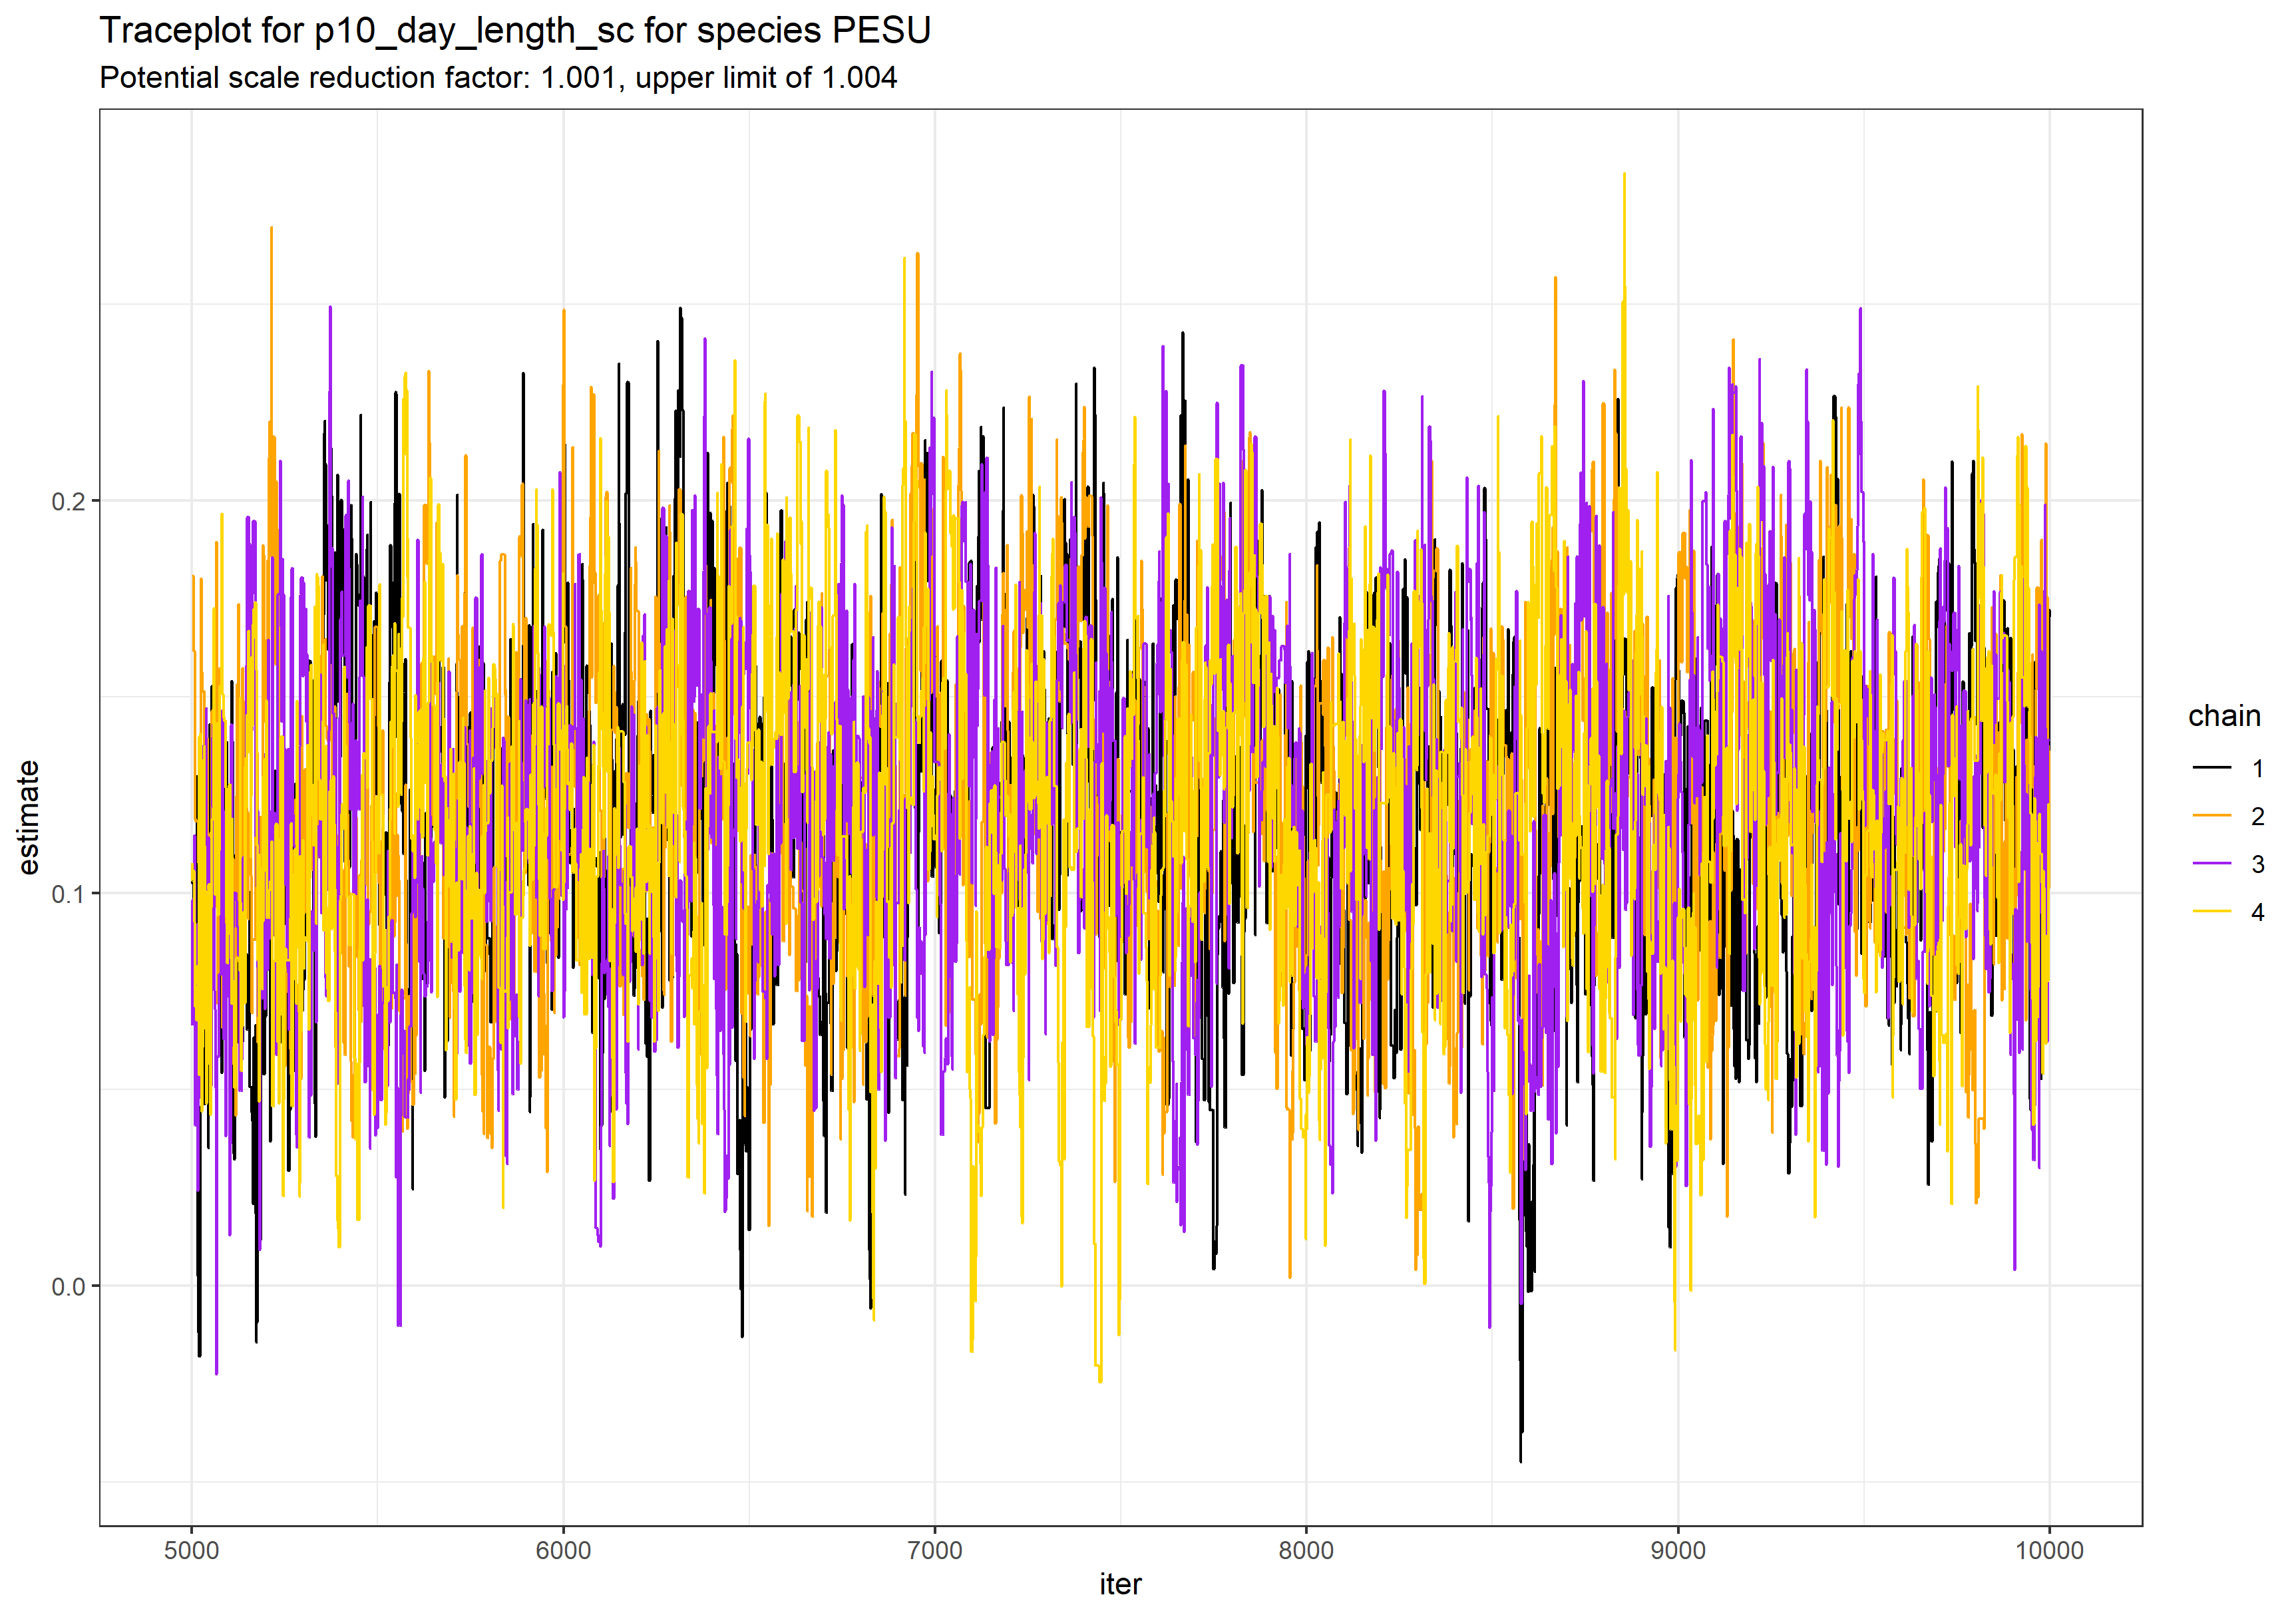 Traceplot for p10_day_length_sc for species PESU
Potential scale reduction factor: 1.001, upper limit of 1.004
estimate
0.2
0.1
0.0
5000 6000 7000 8000 9000 10000
iter
chain
1
2
3
4